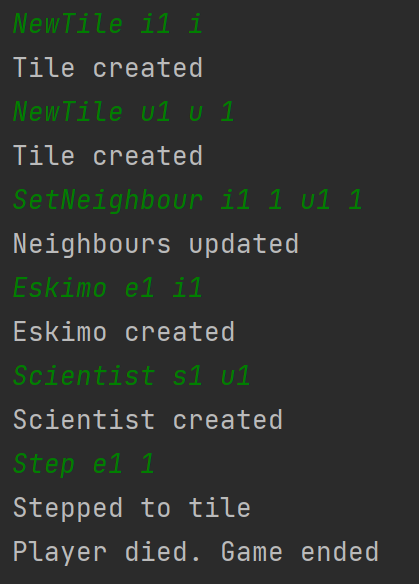 NewTile i1 i
Tile created
NewTile u1 u 1
Tile created
SetNeighbour i1 1 u1 1
Neighbours updated
Eskimo e1 i1
Eskimo created
Scientist s1 u1
Scientist created
Step e1 1
Stepped to tile
Player died. Game ended